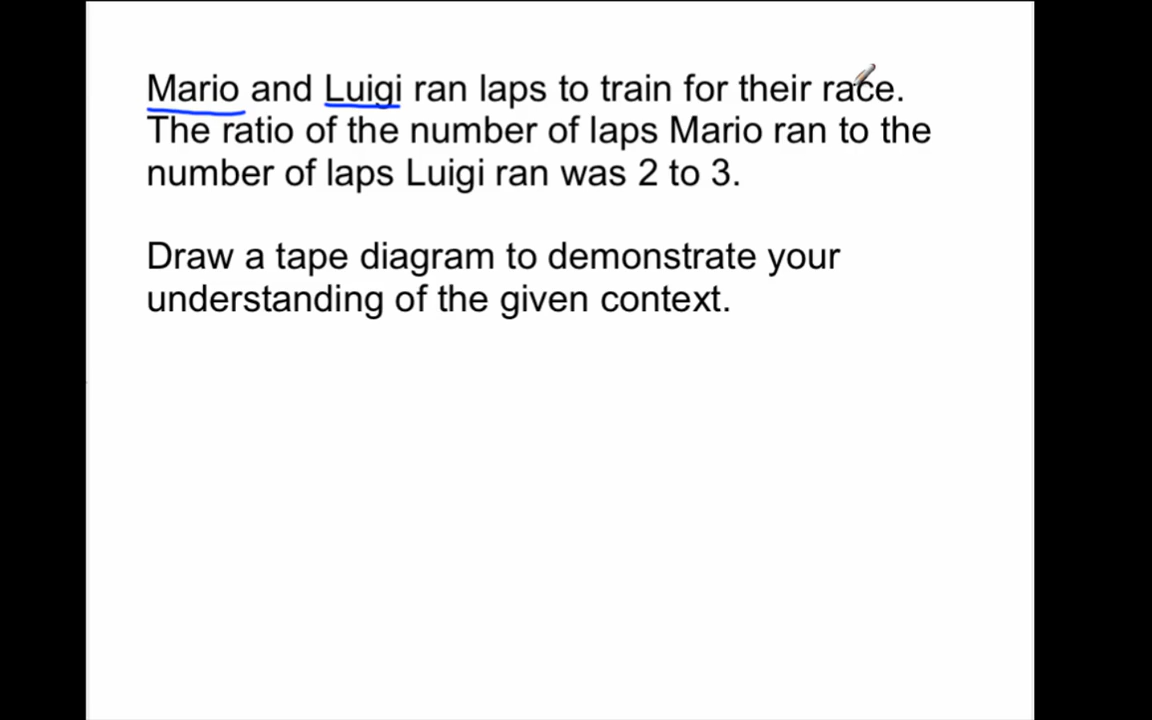 Mario and Luigi ran laps to train for their race.
The ratio of the number of laps Mario ran to the
number of laps Luigi ran was 2 to 3.
Draw a tape diagram to demonstrate your
understanding of the given context.